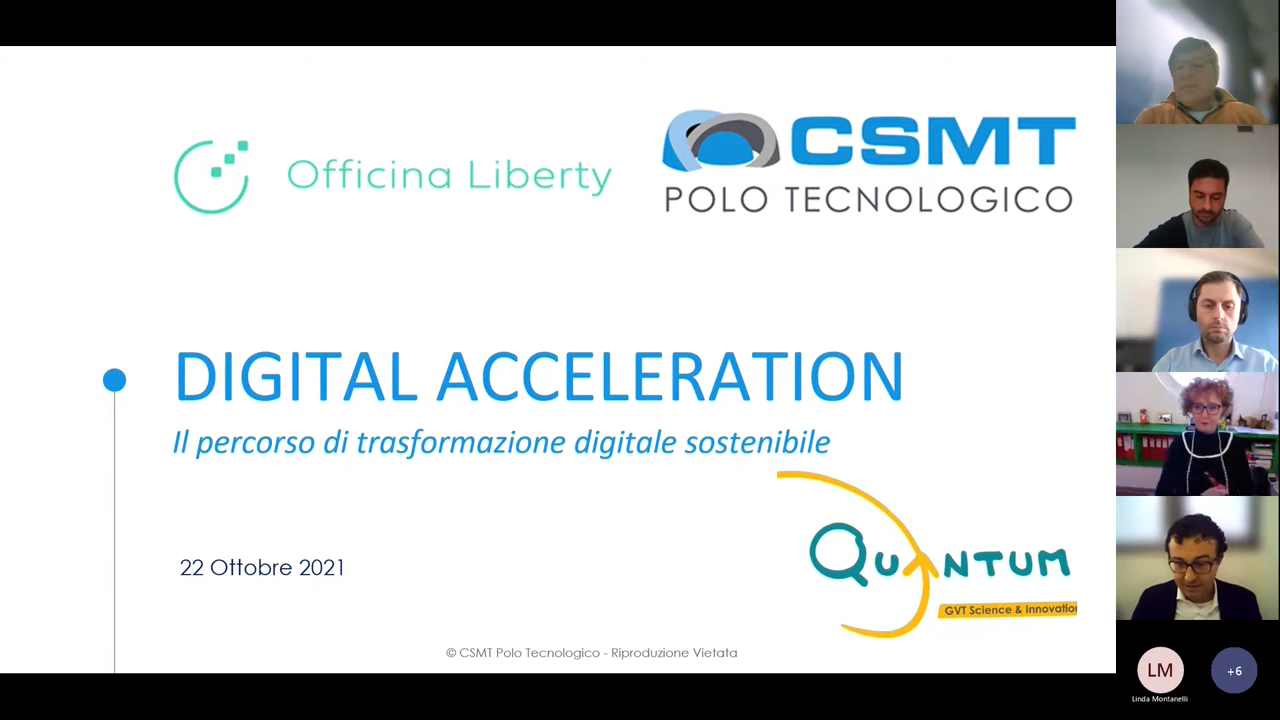 Officina Liberty
CSMT
POLO TECNOLOGICO
DIGITAL ACCELERATION
Il percorso di trasformazione digitale sostenibile
22 Ottobre 2021
QUANTUM
GVT Science & Innovation
© CSMT Polo Tecnologico - Riproduzione Vietata
LM
+6
Linda Montanelli